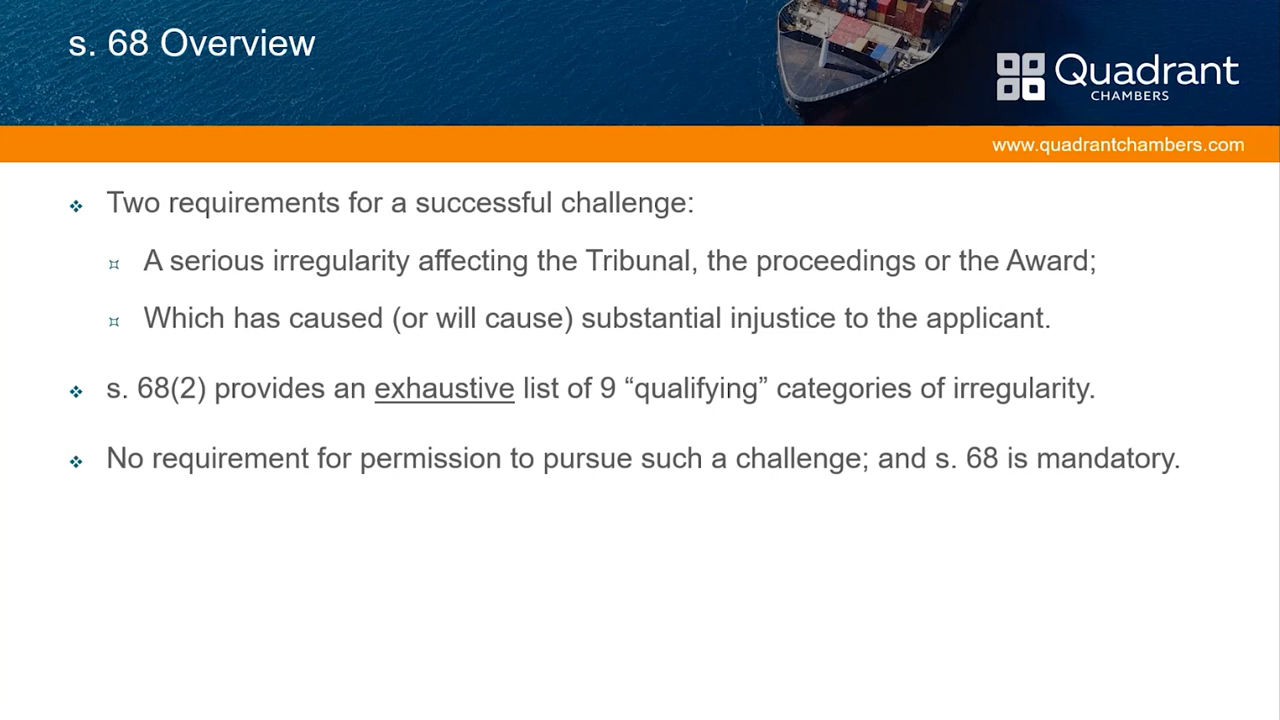 s. 68 Overview
Quadrant
CHAMBERS
www.quadrantchambers.com
Two requirements for a successful challenge:
A serious irregularity affecting the Tribunal, the proceedings or the Award;
Which has caused (or will cause) substantial injustice to the applicant.
s. 68(2) provides an exhaustive list of 9 “qualifying” categories of irregularity.
No requirement for permission to pursue such a challenge; and s. 68 is mandatory.